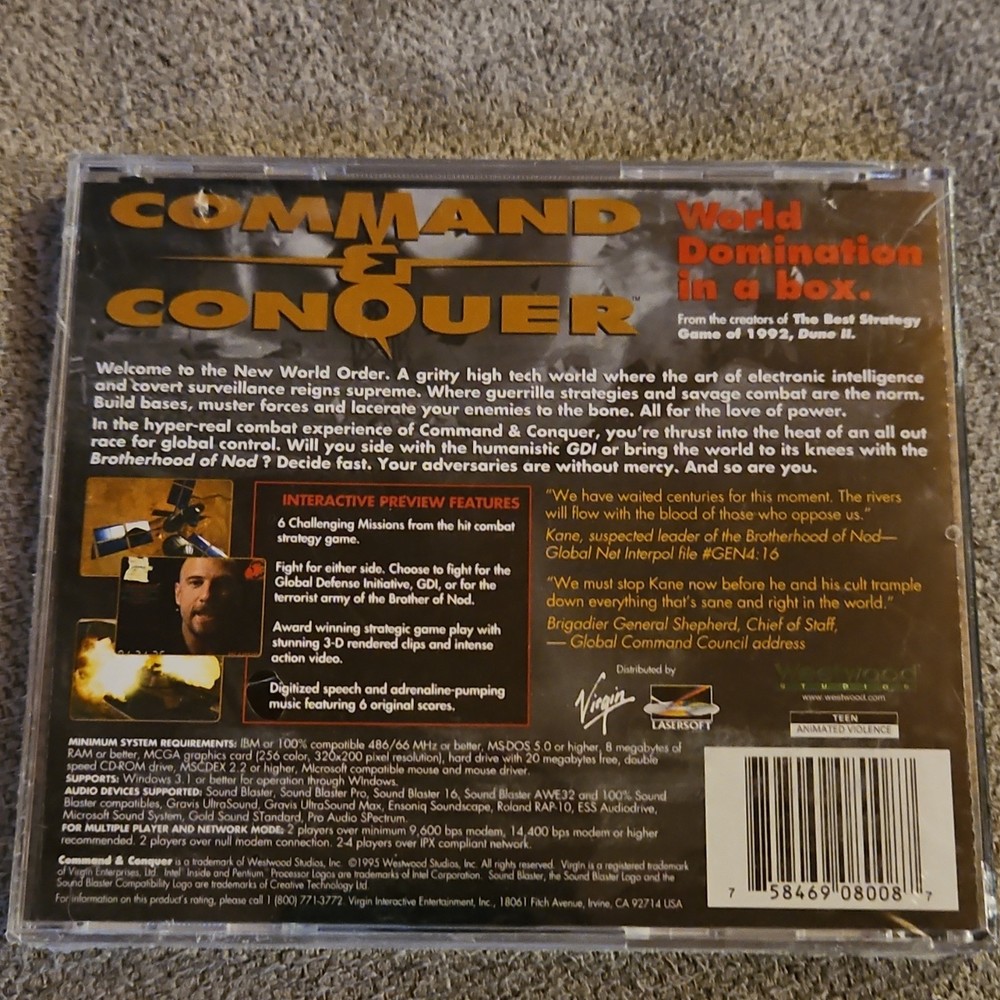 COMMAND
&
CONQUER™
World
Domination
in a box.
From the creators of The Best Strategy
Game of 1992, Dune II.
Welcome to the New World Order. A gritty high tech world where the art of electronic intelligence
and covert surveillance reigns supreme. Where guerrilla strategies and savage combat are the norm.
Build bases, muster forces and lacerate your enemies to the bone. All for the love of power.
In the hyper-real combat experience of Command & Conquer, you're thrust into the heat of an all out
race for global control. Will you side with the humanistic GDI or bring the world to its knees with the
Brotherhood of Nod? Decide fast. Your adversaries are without mercy. And so are you.
INTERACTIVE PREVIEW FEATURES
6 Challenging Missions from the hit combat
strategy game.
Fight for either side. Choose to fight for the
Global Defense Initiative, GDI, or for the
terrorist army of the Brother of Nod.
Award winning strategic game play with
stunning 3-D rendered clips and intense
action video.
Digitized speech and adrenaline-pumping
music featuring 6 original scores.
"We have waited centuries for this moment. The rivers
will flow with the blood of those who oppose us."
Kane, suspected leader of the Brotherhood of Nod—
Global Net Interpol file #GEN4:16
"We must stop Kane now before he and his cult trample
down everything that's sane and right in the world."
Brigadier General Shepherd, Chief of Staff,
— Global Command Council address
Distributed by
Virgin
LASERSOFT
Westwood
STUDIOS
www.westwood.com
TEEN
ANIMATED VIOLENCE
MINIMUM SYSTEM REQUIREMENTS: IBM or 100% compatible 486/66 MHz or better, MS-DOS 5.0 or higher, 8 megabytes of
RAM or better, MCGA graphics card (256 color, 320x200 pixel resolution), hard drive with 20 megabytes free, double
speed CD-ROM drive, MSCDEX 2.2 or higher, Microsoft compatible mouse and mouse driver.
SUPPORTS: Windows 3.1 or better for operation through Windows.
AUDIO DEVICES SUPPORTED: Sound Blaster, Sound Blaster Pro, Sound Blaster 16, Sound Blaster AWE32 and 100% Sound
Blaster compatibles, Gravis UltraSound, Gravis UltraSound Max, Ensoniq Soundscape, Roland RAP-10, ESS Audiodrive,
Microsoft Sound System, Gold Sound STandard, Pro Audio SPectrum.
FOR MULTIPLE PLAYER AND NETWORK MODE: 2 players over minimum 9,600 bps modem, 14,400 bps modem or higher
recommended. 2 players over null modem connection. 2-4 players over IPX compliant network.
Command & Conquer is a trademark of Westwood Studios, Inc. ©1995 Westwood Studios, Inc. All rights reserved. Virgin is a registered trademark
of Virgin Enterprises, Ltd. Intel Inside and Pentium Processor Logos are trademarks of Intel Corporation. Sound Blaster, the Sound Blaster Logo and the
Sound Blaster Compatibility Logo are trademarks of Creative Technology Ltd.
For information on this product's rating, please call 1 (800) 771-3772. Virgin Interactive Entertainment, Inc., 18061 Fitch Avenue, Irvine, CA 92714 USA
7 58469 08008 7